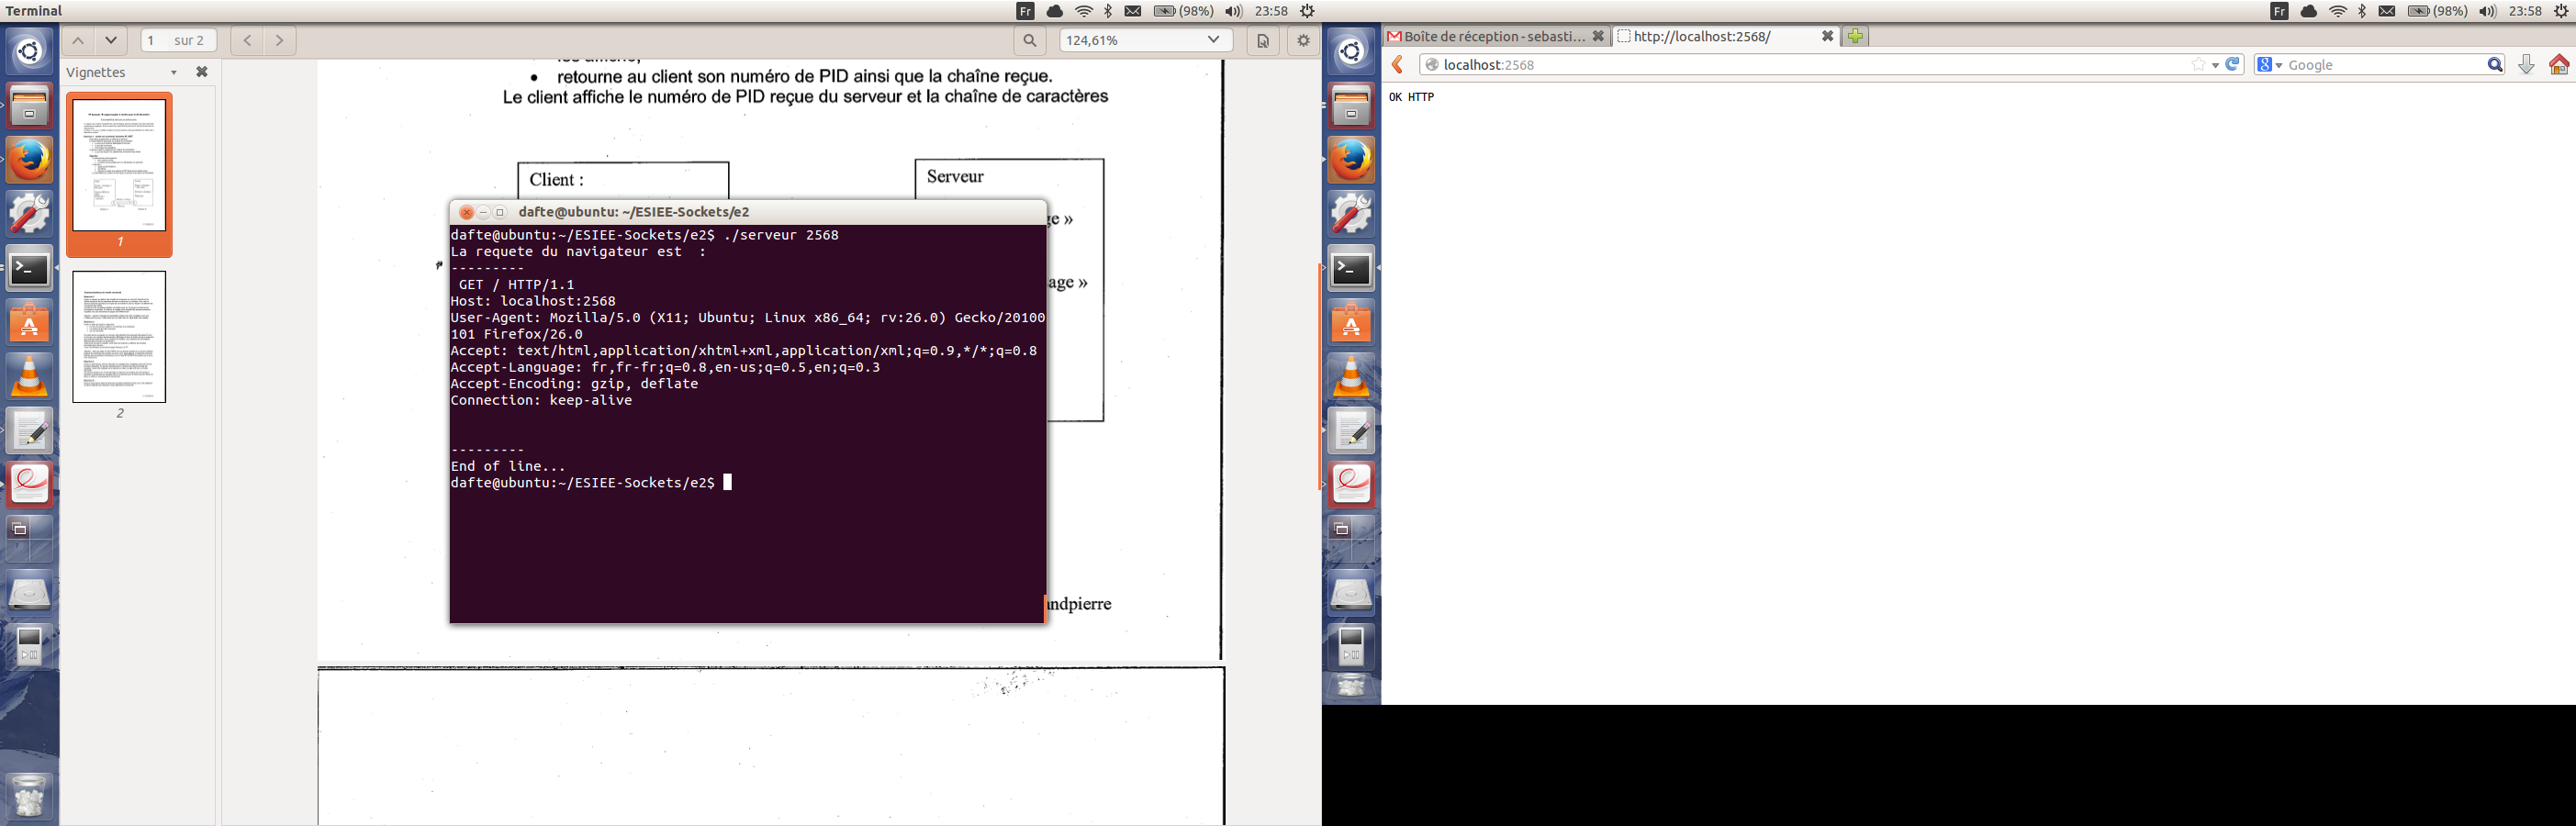 Terminal
Fr (98%) 23:58
1 sur 2
124,61%
Vignettes
1
2
• retourne au client son numéro de PID ainsi que la chaîne reçue.
Le client affiche le numéro de PID reçue du serveur et la chaîne de caractères
Client :
Serveur
ge »
age »
ndpierre
dafte@ubuntu: ~/ESIEE-Sockets/e2
dafte@ubuntu:~/ESIEE-Sockets/e2$ ./serveur 2568
La requete du navigateur est  :
---------
 GET / HTTP/1.1
Host: localhost:2568
User-Agent: Mozilla/5.0 (X11; Ubuntu; Linux x86_64; rv:26.0) Gecko/20100
101 Firefox/26.0
Accept: text/html,application/xhtml+xml,application/xml;q=0.9,*/*;q=0.8
Accept-Language: fr,fr-fr;q=0.8,en-us;q=0.5,en;q=0.3
Accept-Encoding: gzip, deflate
Connection: keep-alive
---------
End of line...
dafte@ubuntu:~/ESIEE-Sockets/e2$
Fr (98%) 23:58
Boîte de réception - sebasti... http://localhost:2568/
localhost:2568
Google
OK HTTP